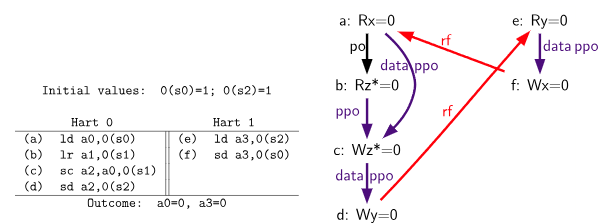 Initial values: 0(s0)=1; 0(s2)=1
Hart 0 Hart 1
(a) ld a0,0(s0) (e) ld a3,0(s2)
(b) lr a1,0(s1) (f) sd a3,0(s0)
(c) sc a2,a0,0(s1)
(d) sd a2,0(s2)
Outcome: a0=0, a3=0
a: Rx=0
e: Ry=0
po
rf
data ppo
data ppo
b: Rz*=0
f: Wx=0
ppo
rf
c: Wz*=0
data ppo
d: Wy=0